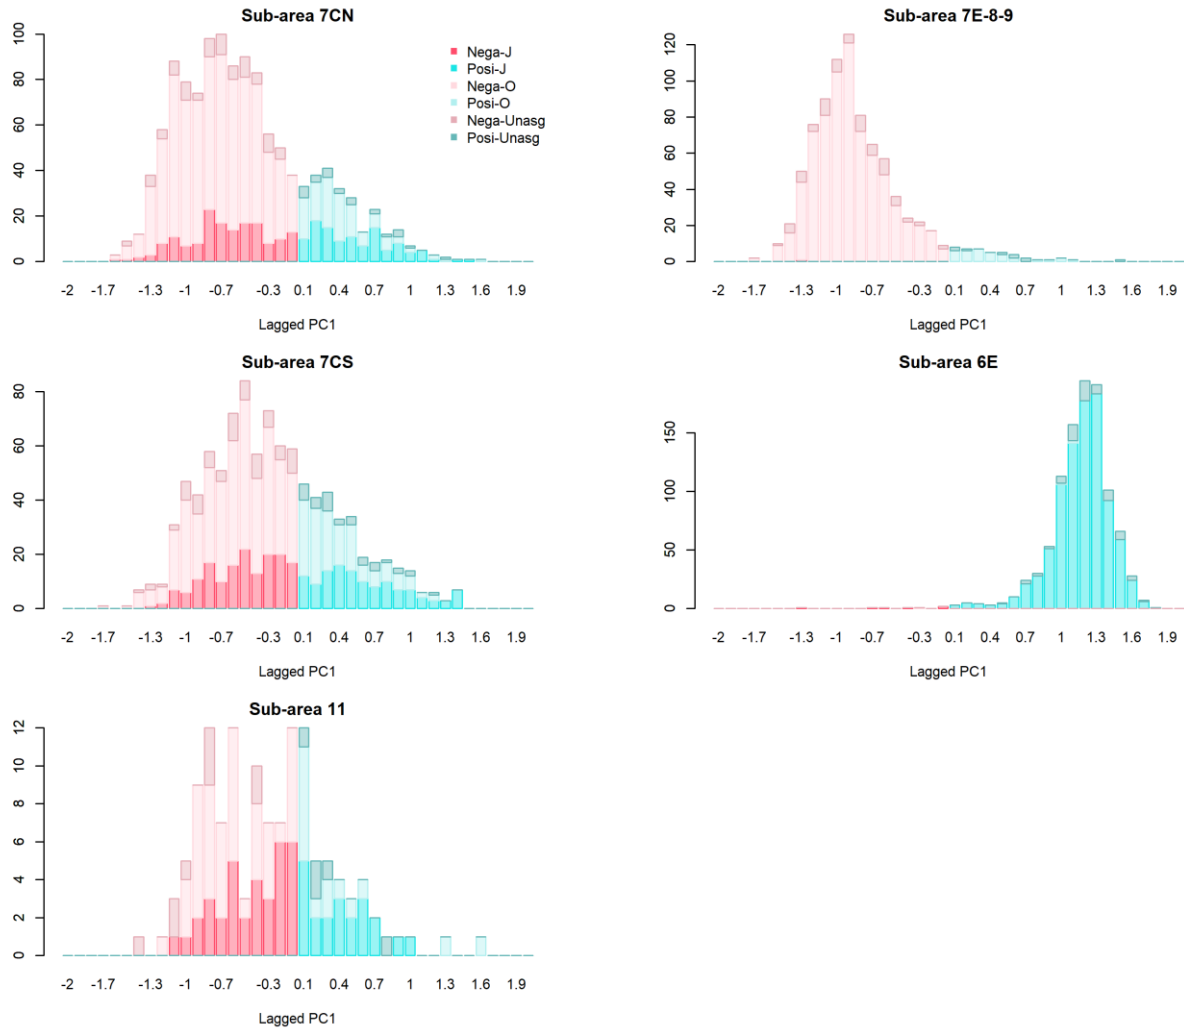 Sub-area 7CN
100
80
60
40
20
0
Nega-J
Posi-J
Nega-O
Posi-O
Nega-Unasg
Posi-Unasg
-2 -1.7 -1.3 -1 -0.7 -0.3 0.1 0.4 0.7 1 1.3 1.6 1.9
Lagged PC1
Sub-area 7E-8-9
120
100
80
60
40
20
0
-2 -1.7 -1.3 -1 -0.7 -0.3 0.1 0.4 0.7 1 1.3 1.6 1.9
Lagged PC1
Sub-area 7CS
80
60
40
20
0
-2 -1.7 -1.3 -1 -0.7 -0.3 0.1 0.4 0.7 1 1.3 1.6 1.9
Lagged PC1
Sub-area 6E
150
100
50
0
-2 -1.7 -1.3 -1 -0.7 -0.3 0.1 0.4 0.7 1 1.3 1.6 1.9
Lagged PC1
Sub-area 11
12
10
8
6
4
2
0
-2 -1.7 -1.3 -1 -0.7 -0.3 0.1 0.4 0.7 1 1.3 1.6 1.9
Lagged PC1